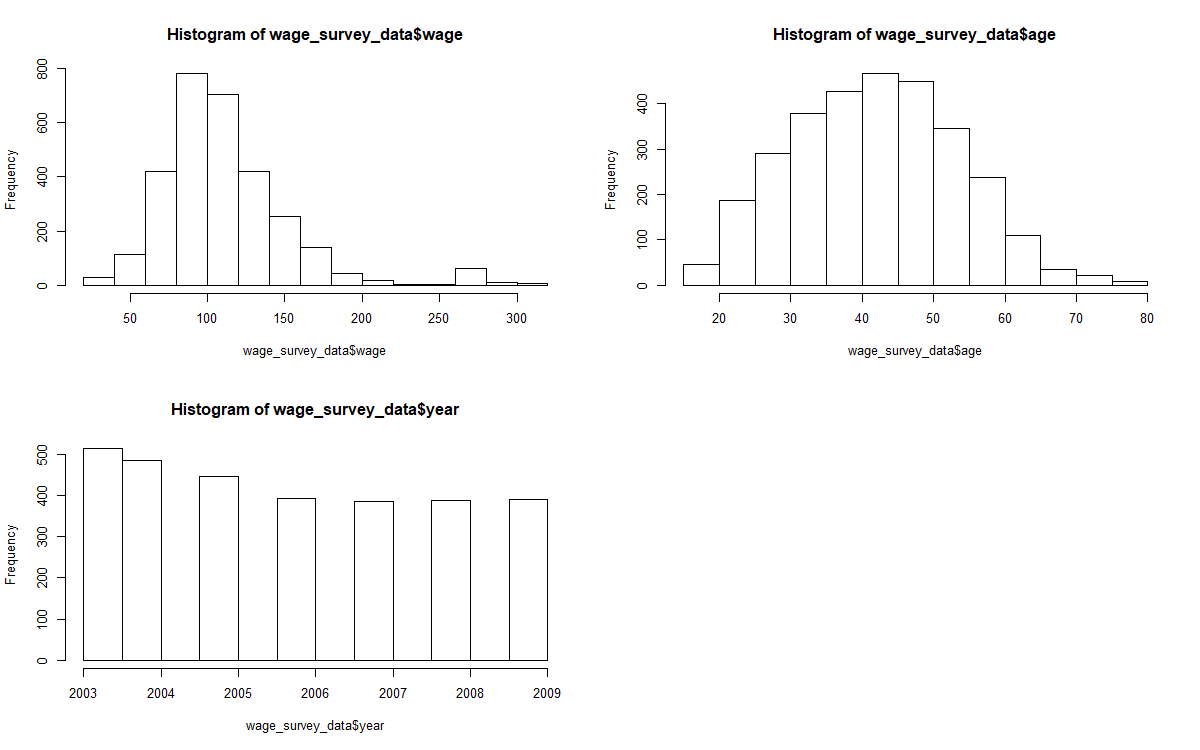 Histogram of wage_survey_data$wage
Frequency
0 200 400 600 800
50 100 150 200 250 300
wage_survey_data$wage
Histogram of wage_survey_data$age
Frequency
0 100 200 300 400
20 30 40 50 60 70 80
wage_survey_data$age
Histogram of wage_survey_data$year
Frequency
0 100 200 300 400 500
2003 2004 2005 2006 2007 2008 2009
wage_survey_data$year